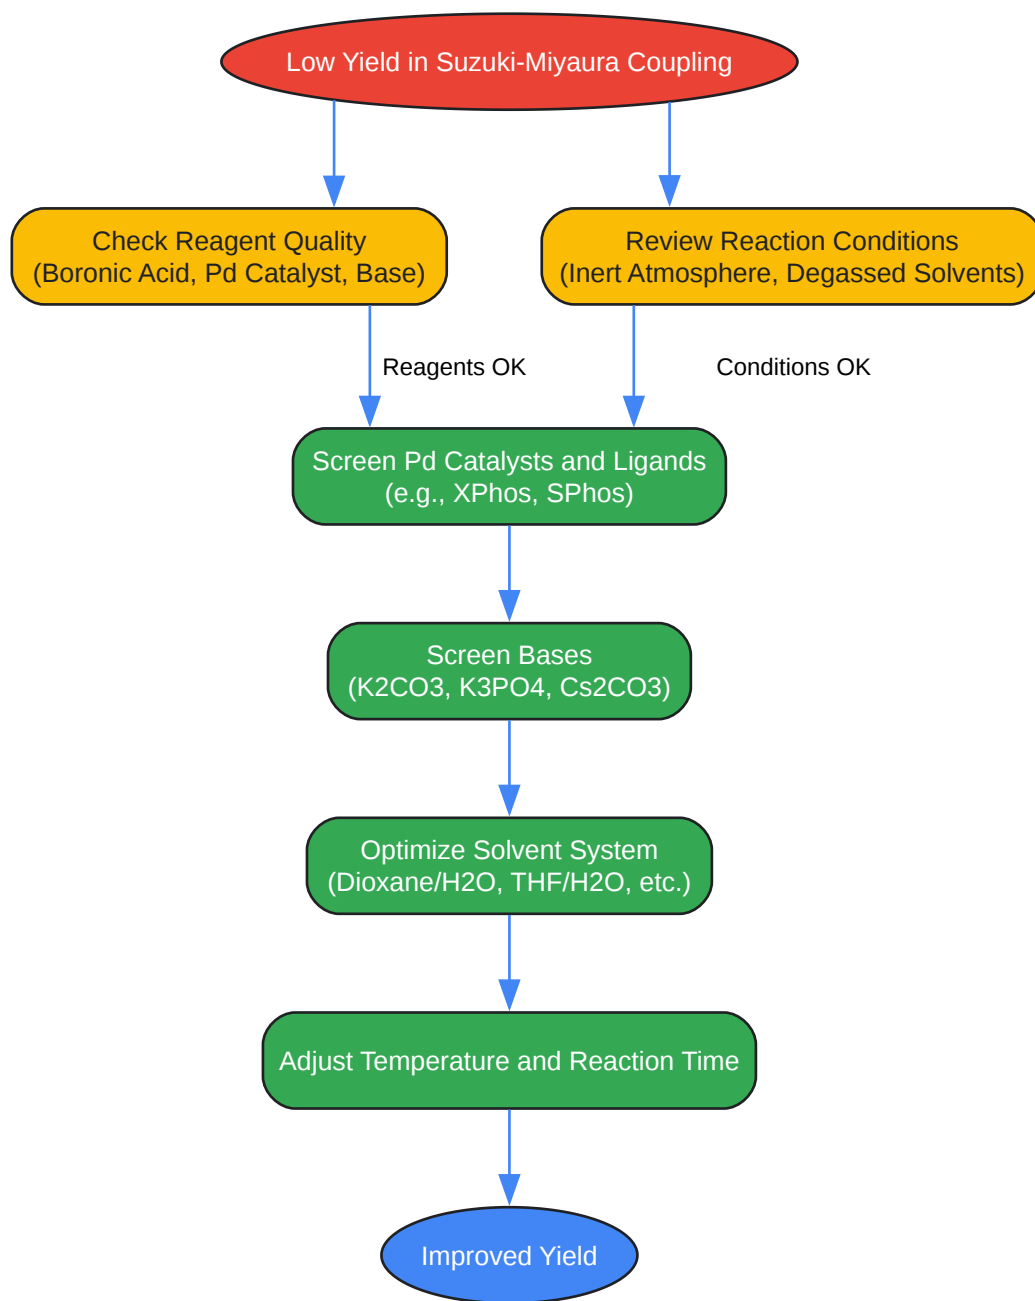 Low Yield in Suzuki-Miyaura Coupling
Check Reagent Quality
(Boronic Acid, Pd Catalyst, Base)
Review Reaction Conditions
(Inert Atmosphere, Degassed Solvents)
Reagents OK
Conditions OK
Screen Pd Catalysts and Ligands
(e.g., XPhos, SPhos)
Screen Bases
(K2CO3, K3PO4, Cs2CO3)
Optimize Solvent System
(Dioxane/H2O, THF/H2O, etc.)
Adjust Temperature and Reaction Time
Improved Yield